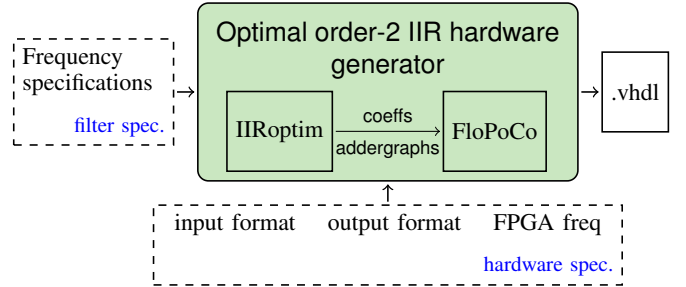 Optimal order-2 IIR hardware
generator
Frequency
specifications
filter spec.
IIRoptim
coeffs
addergraphs
FloPoCo
.vhdl
input format output format FPGA freq
hardware spec.